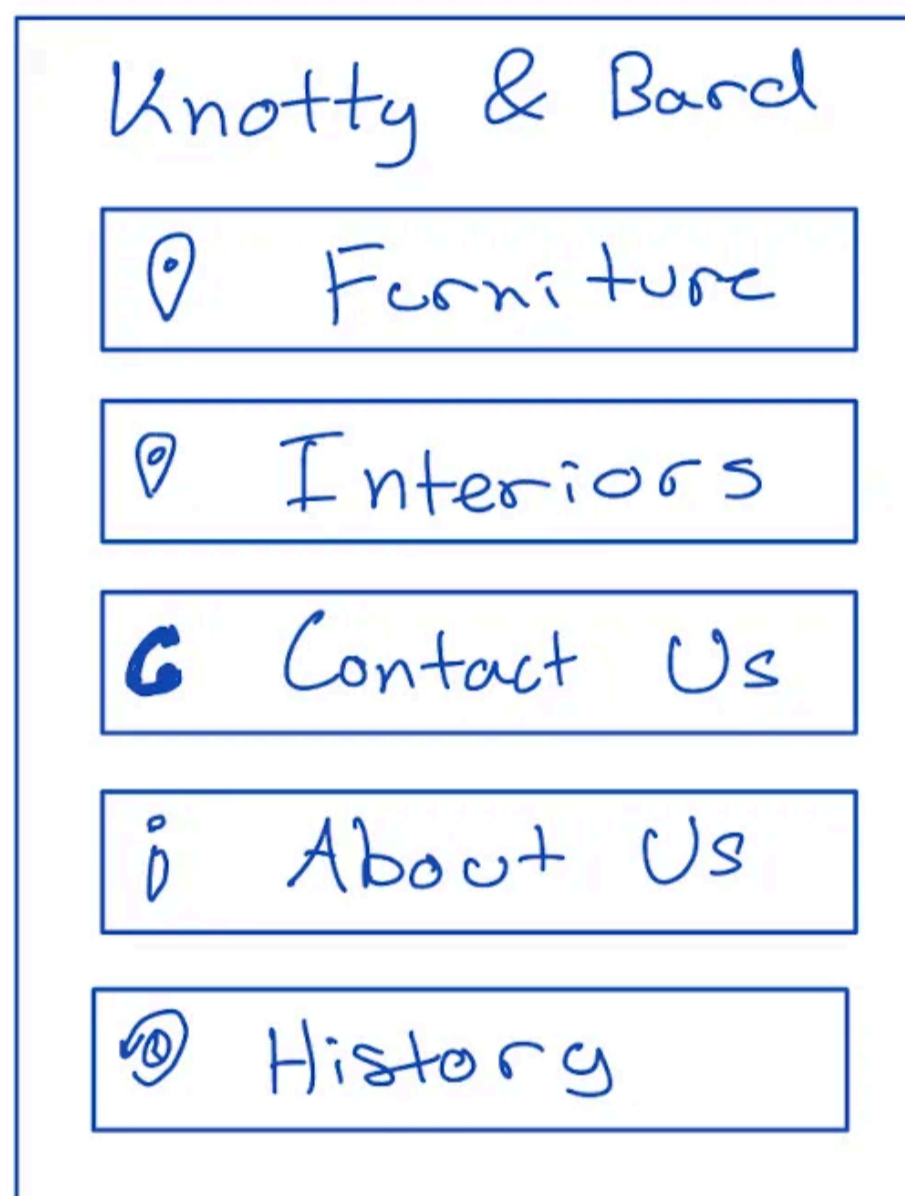 Knotty & Bard
Furniture
Interiors
Contact Us
About Us
History